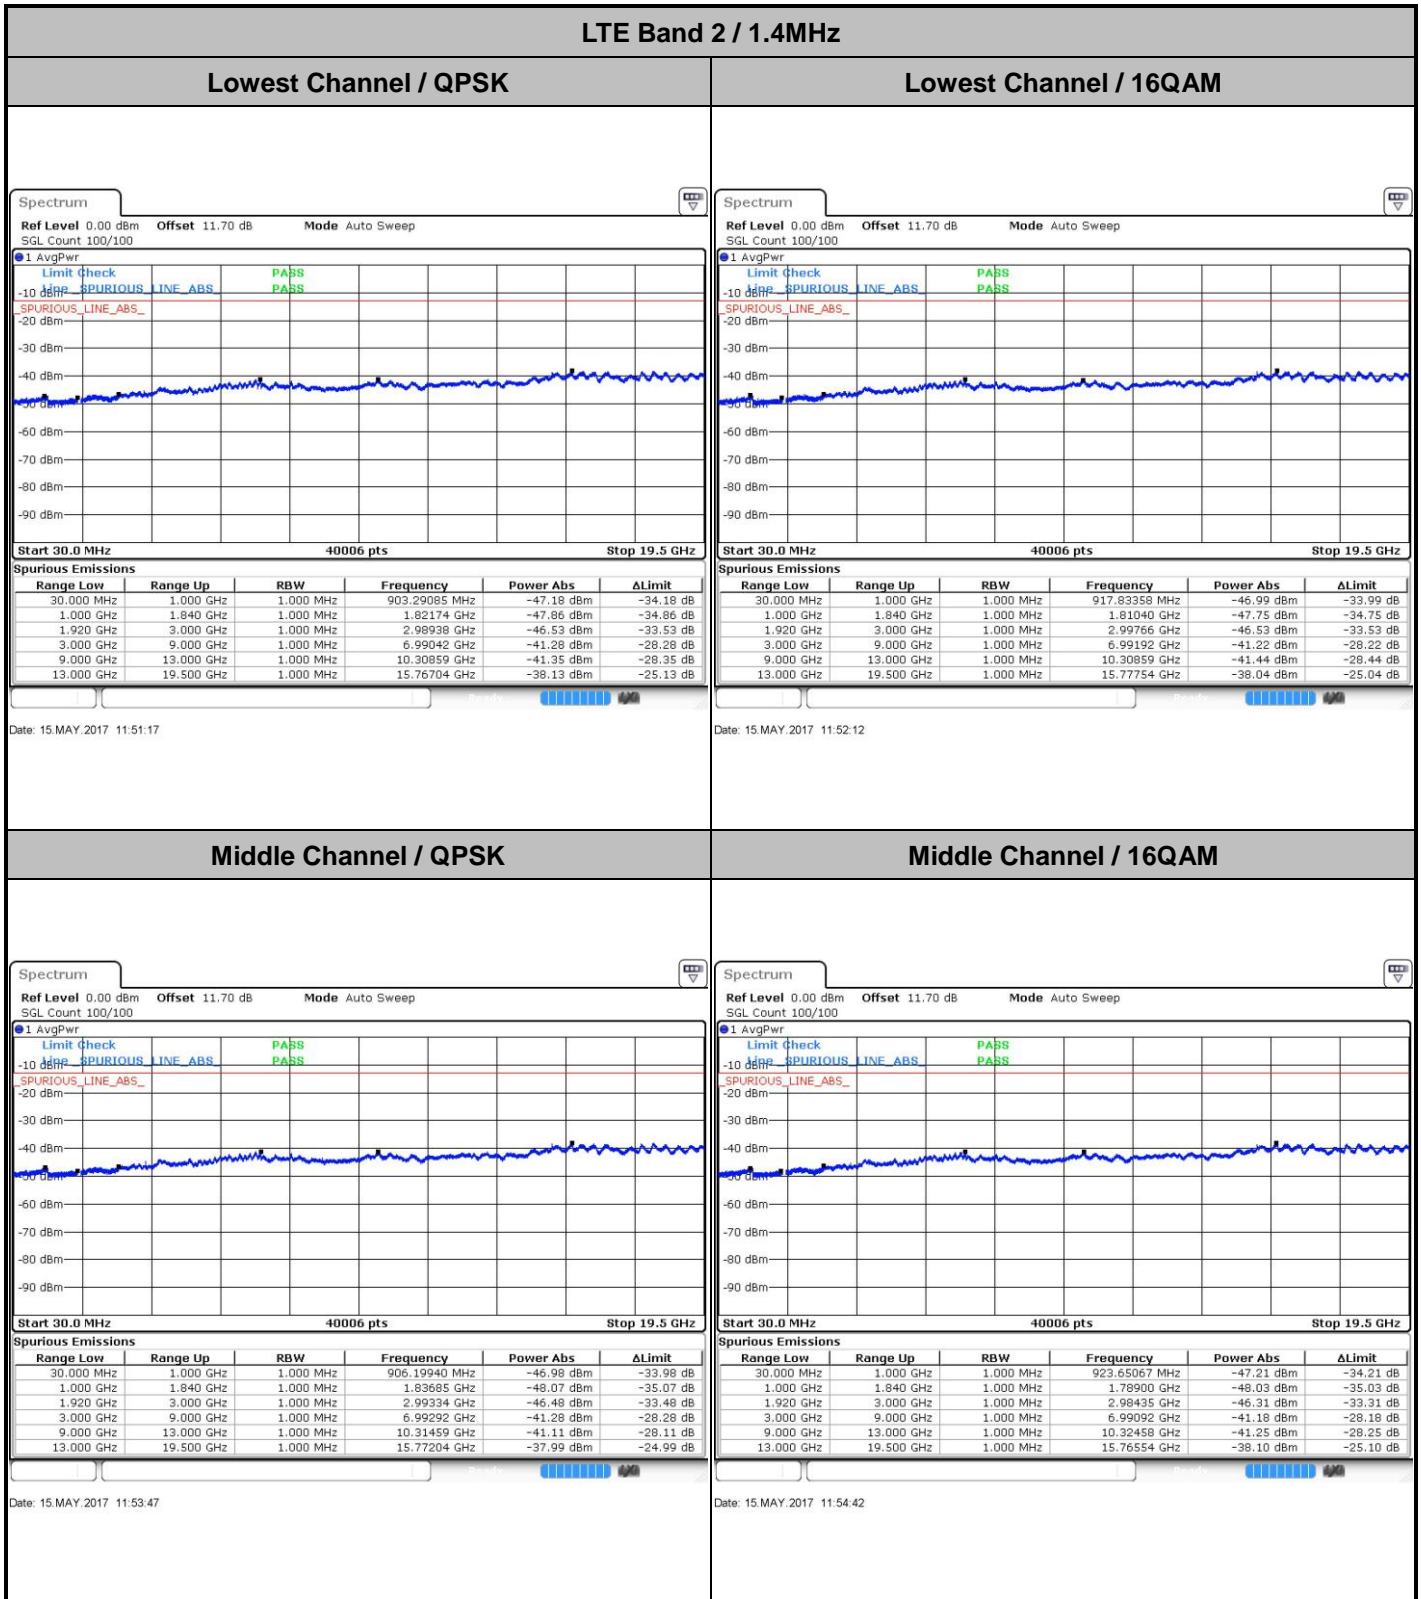 LTE Band 2 / 1.4MHz
Lowest Channel / QPSK
Lowest Channel / 16QAM
Spectrum
Ref Level 0.00 dBm Offset 11.70 dB Mode Auto Sweep
SGL Count 100/100
1 AvgPwr
Limit Check PASS
Line _SPURIOUS_LINE_ABS_ PASS
-10 dBm
_SPURIOUS_LINE_ABS_
-20 dBm
-30 dBm
-40 dBm
-50 dBm
-60 dBm
-70 dBm
-80 dBm
-90 dBm
Start 30.0 MHz 40006 pts Stop 19.5 GHz
Spurious Emissions
Range Low Range Up RBW Frequency Power Abs ΔLimit
30.000 MHz 1.000 GHz 1.000 MHz 903.29085 MHz -47.18 dBm -34.18 dB
1.000 GHz 1.840 GHz 1.000 MHz 1.82174 GHz -47.86 dBm -34.86 dB
1.920 GHz 3.000 GHz 1.000 MHz 2.98938 GHz -46.53 dBm -33.53 dB
3.000 GHz 9.000 GHz 1.000 MHz 6.99042 GHz -41.28 dBm -28.28 dB
9.000 GHz 13.000 GHz 1.000 MHz 10.30859 GHz -41.35 dBm -28.35 dB
13.000 GHz 19.500 GHz 1.000 MHz 15.76704 GHz -38.13 dBm -25.13 dB
Date: 15.MAY.2017 11:51:17
Spectrum
Ref Level 0.00 dBm Offset 11.70 dB Mode Auto Sweep
SGL Count 100/100
1 AvgPwr
Limit Check PASS
Line _SPURIOUS_LINE_ABS_ PASS
-10 dBm
_SPURIOUS_LINE_ABS_
-20 dBm
-30 dBm
-40 dBm
-50 dBm
-60 dBm
-70 dBm
-80 dBm
-90 dBm
Start 30.0 MHz 40006 pts Stop 19.5 GHz
Spurious Emissions
Range Low Range Up RBW Frequency Power Abs ΔLimit
30.000 MHz 1.000 GHz 1.000 MHz 917.83358 MHz -46.99 dBm -33.99 dB
1.000 GHz 1.840 GHz 1.000 MHz 1.81040 GHz -47.75 dBm -34.75 dB
1.920 GHz 3.000 GHz 1.000 MHz 2.99766 GHz -46.53 dBm -33.53 dB
3.000 GHz 9.000 GHz 1.000 MHz 6.99192 GHz -41.22 dBm -28.22 dB
9.000 GHz 13.000 GHz 1.000 MHz 10.30859 GHz -41.44 dBm -28.44 dB
13.000 GHz 19.500 GHz 1.000 MHz 15.77754 GHz -38.04 dBm -25.04 dB
Date: 15.MAY.2017 11:52:12
Middle Channel / QPSK
Middle Channel / 16QAM
Spectrum
Ref Level 0.00 dBm Offset 11.70 dB Mode Auto Sweep
SGL Count 100/100
1 AvgPwr
Limit Check PASS
Line _SPURIOUS_LINE_ABS_ PASS
-10 dBm
_SPURIOUS_LINE_ABS_
-20 dBm
-30 dBm
-40 dBm
-50 dBm
-60 dBm
-70 dBm
-80 dBm
-90 dBm
Start 30.0 MHz 40006 pts Stop 19.5 GHz
Spurious Emissions
Range Low Range Up RBW Frequency Power Abs ΔLimit
30.000 MHz 1.000 GHz 1.000 MHz 906.19940 MHz -46.98 dBm -33.98 dB
1.000 GHz 1.840 GHz 1.000 MHz 1.83685 GHz -48.07 dBm -35.07 dB
1.920 GHz 3.000 GHz 1.000 MHz 2.99334 GHz -46.48 dBm -33.48 dB
3.000 GHz 9.000 GHz 1.000 MHz 6.99292 GHz -41.28 dBm -28.28 dB
9.000 GHz 13.000 GHz 1.000 MHz 10.31459 GHz -41.11 dBm -28.11 dB
13.000 GHz 19.500 GHz 1.000 MHz 15.77204 GHz -37.99 dBm -24.99 dB
Date: 15.MAY.2017 11:53:47
Spectrum
Ref Level 0.00 dBm Offset 11.70 dB Mode Auto Sweep
SGL Count 100/100
1 AvgPwr
Limit Check PASS
Line _SPURIOUS_LINE_ABS_ PASS
-10 dBm
_SPURIOUS_LINE_ABS_
-20 dBm
-30 dBm
-40 dBm
-50 dBm
-60 dBm
-70 dBm
-80 dBm
-90 dBm
Start 30.0 MHz 40006 pts Stop 19.5 GHz
Spurious Emissions
Range Low Range Up RBW Frequency Power Abs ΔLimit
30.000 MHz 1.000 GHz 1.000 MHz 923.65067 MHz -47.21 dBm -34.21 dB
1.000 GHz 1.840 GHz 1.000 MHz 1.78900 GHz -48.03 dBm -35.03 dB
1.920 GHz 3.000 GHz 1.000 MHz 2.98435 GHz -46.31 dBm -33.31 dB
3.000 GHz 9.000 GHz 1.000 MHz 6.99092 GHz -41.18 dBm -28.18 dB
9.000 GHz 13.000 GHz 1.000 MHz 10.32458 GHz -41.25 dBm -28.25 dB
13.000 GHz 19.500 GHz 1.000 MHz 15.76554 GHz -38.10 dBm -25.10 dB
Date: 15.MAY.2017 11:54:42